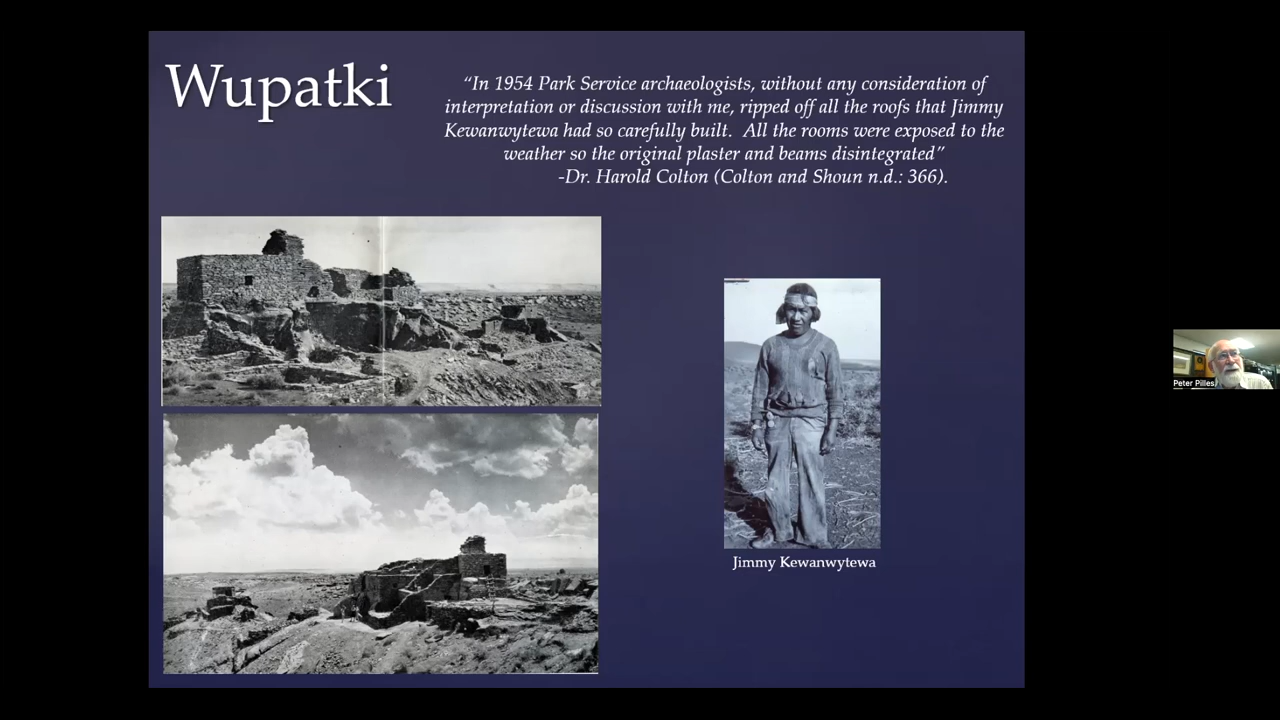 Wupatki
“In 1954 Park Service archaeologists, without any consideration of
interpretation or discussion with me, ripped off all the roofs that Jimmy
Kewanwytewa had so carefully built.  All the rooms were exposed to the
weather so the original plaster and beams disintegrated”
-Dr. Harold Colton (Colton and Shoun n.d.: 366).
Jimmy Kewanwytewa
Peter Pilles